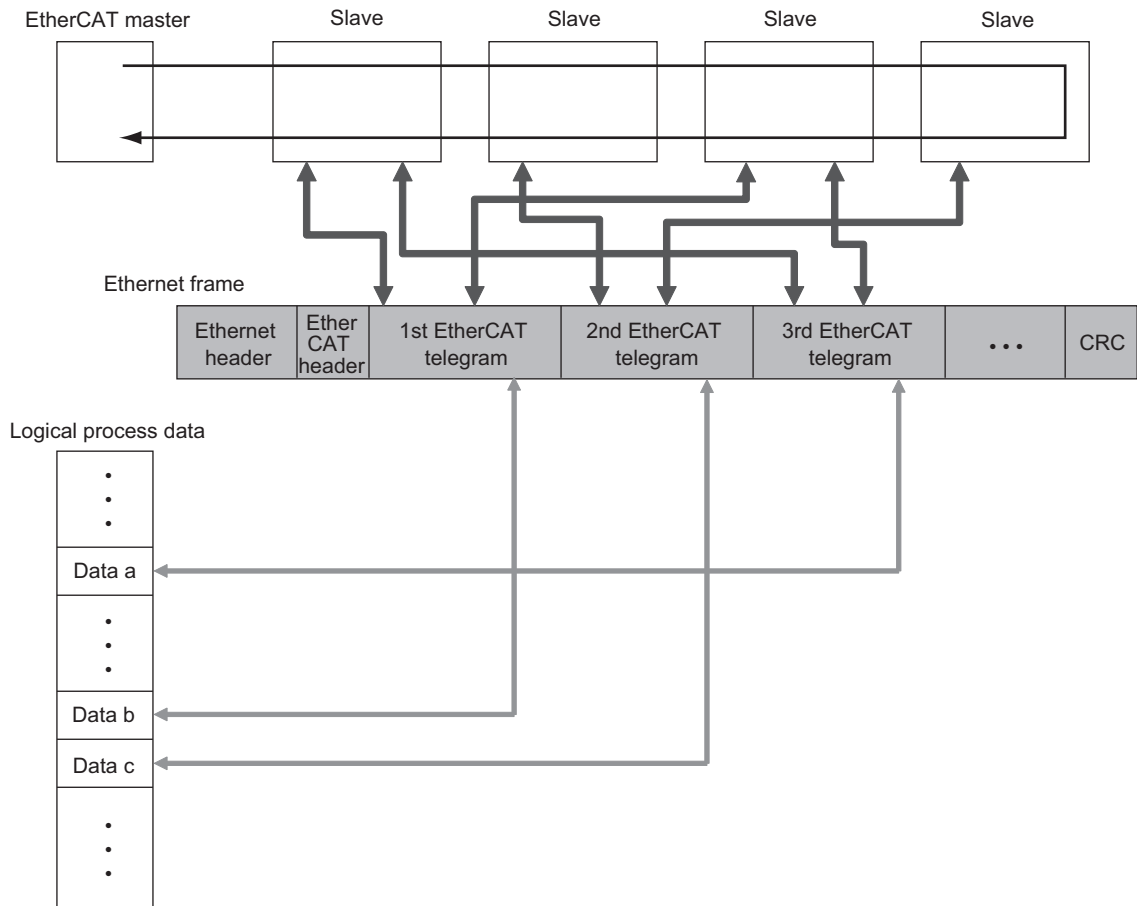 EtherCAT master
Slave
Slave
Slave
Slave
Ethernet frame
Ethernet
header
Ether
CAT
header
1st EtherCAT
telegram
2nd EtherCAT
telegram
3rd EtherCAT
telegram
• • •
CRC
Logical process data
Data a
Data b
Data c